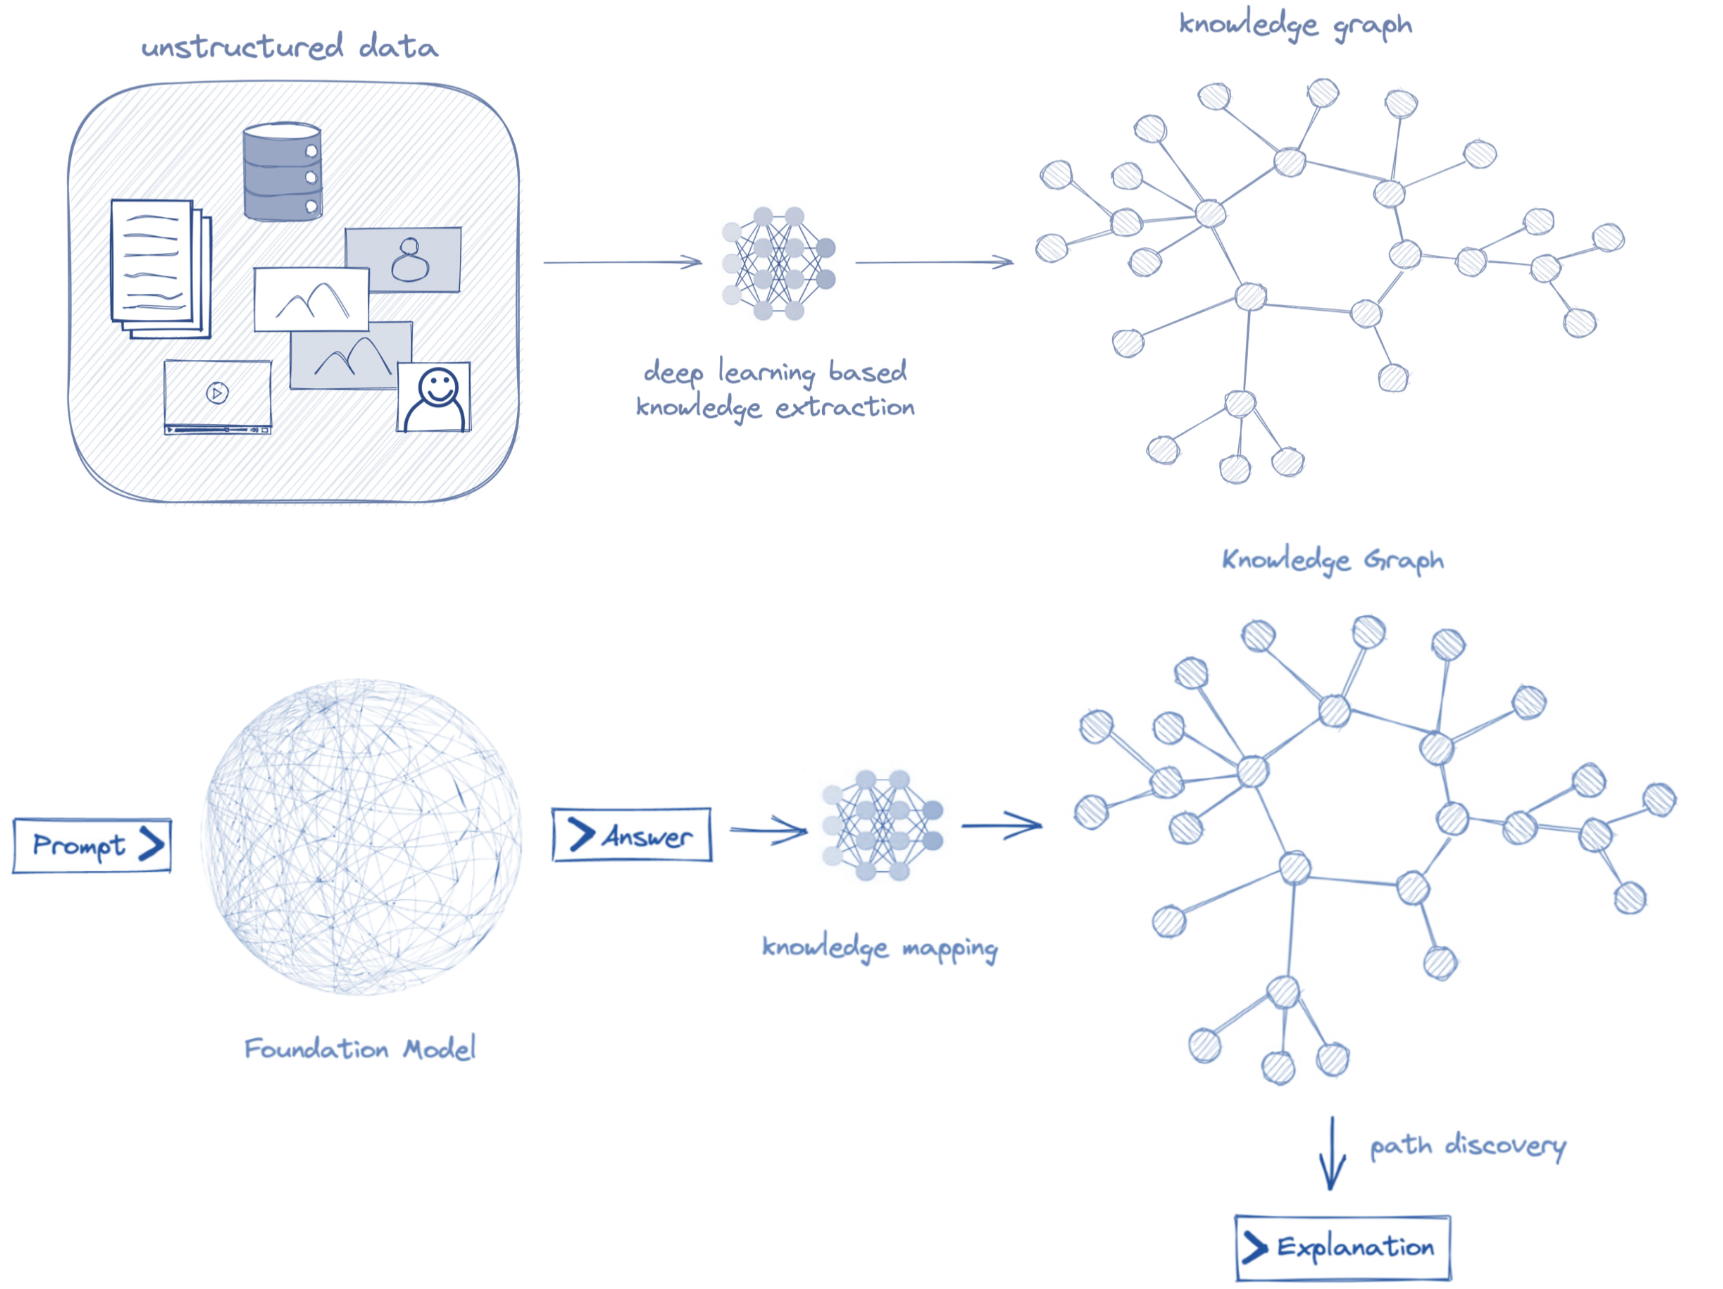 unstructured data
knowledge graph
deep learning based
knowledge extraction
Knowledge Graph
Prompt
Answer
knowledge mapping
Foundation Model
path discovery
Explanation